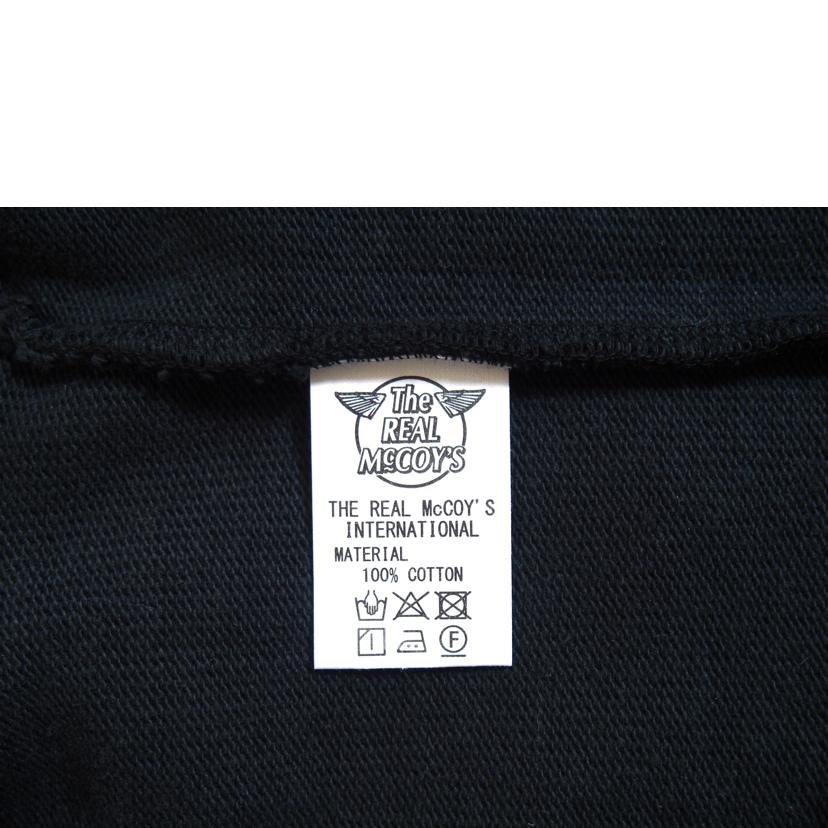 The
REAL
McCOY'S
THE REAL McCOY'S
INTERNATIONAL
MATERIAL
100% COTTON
F